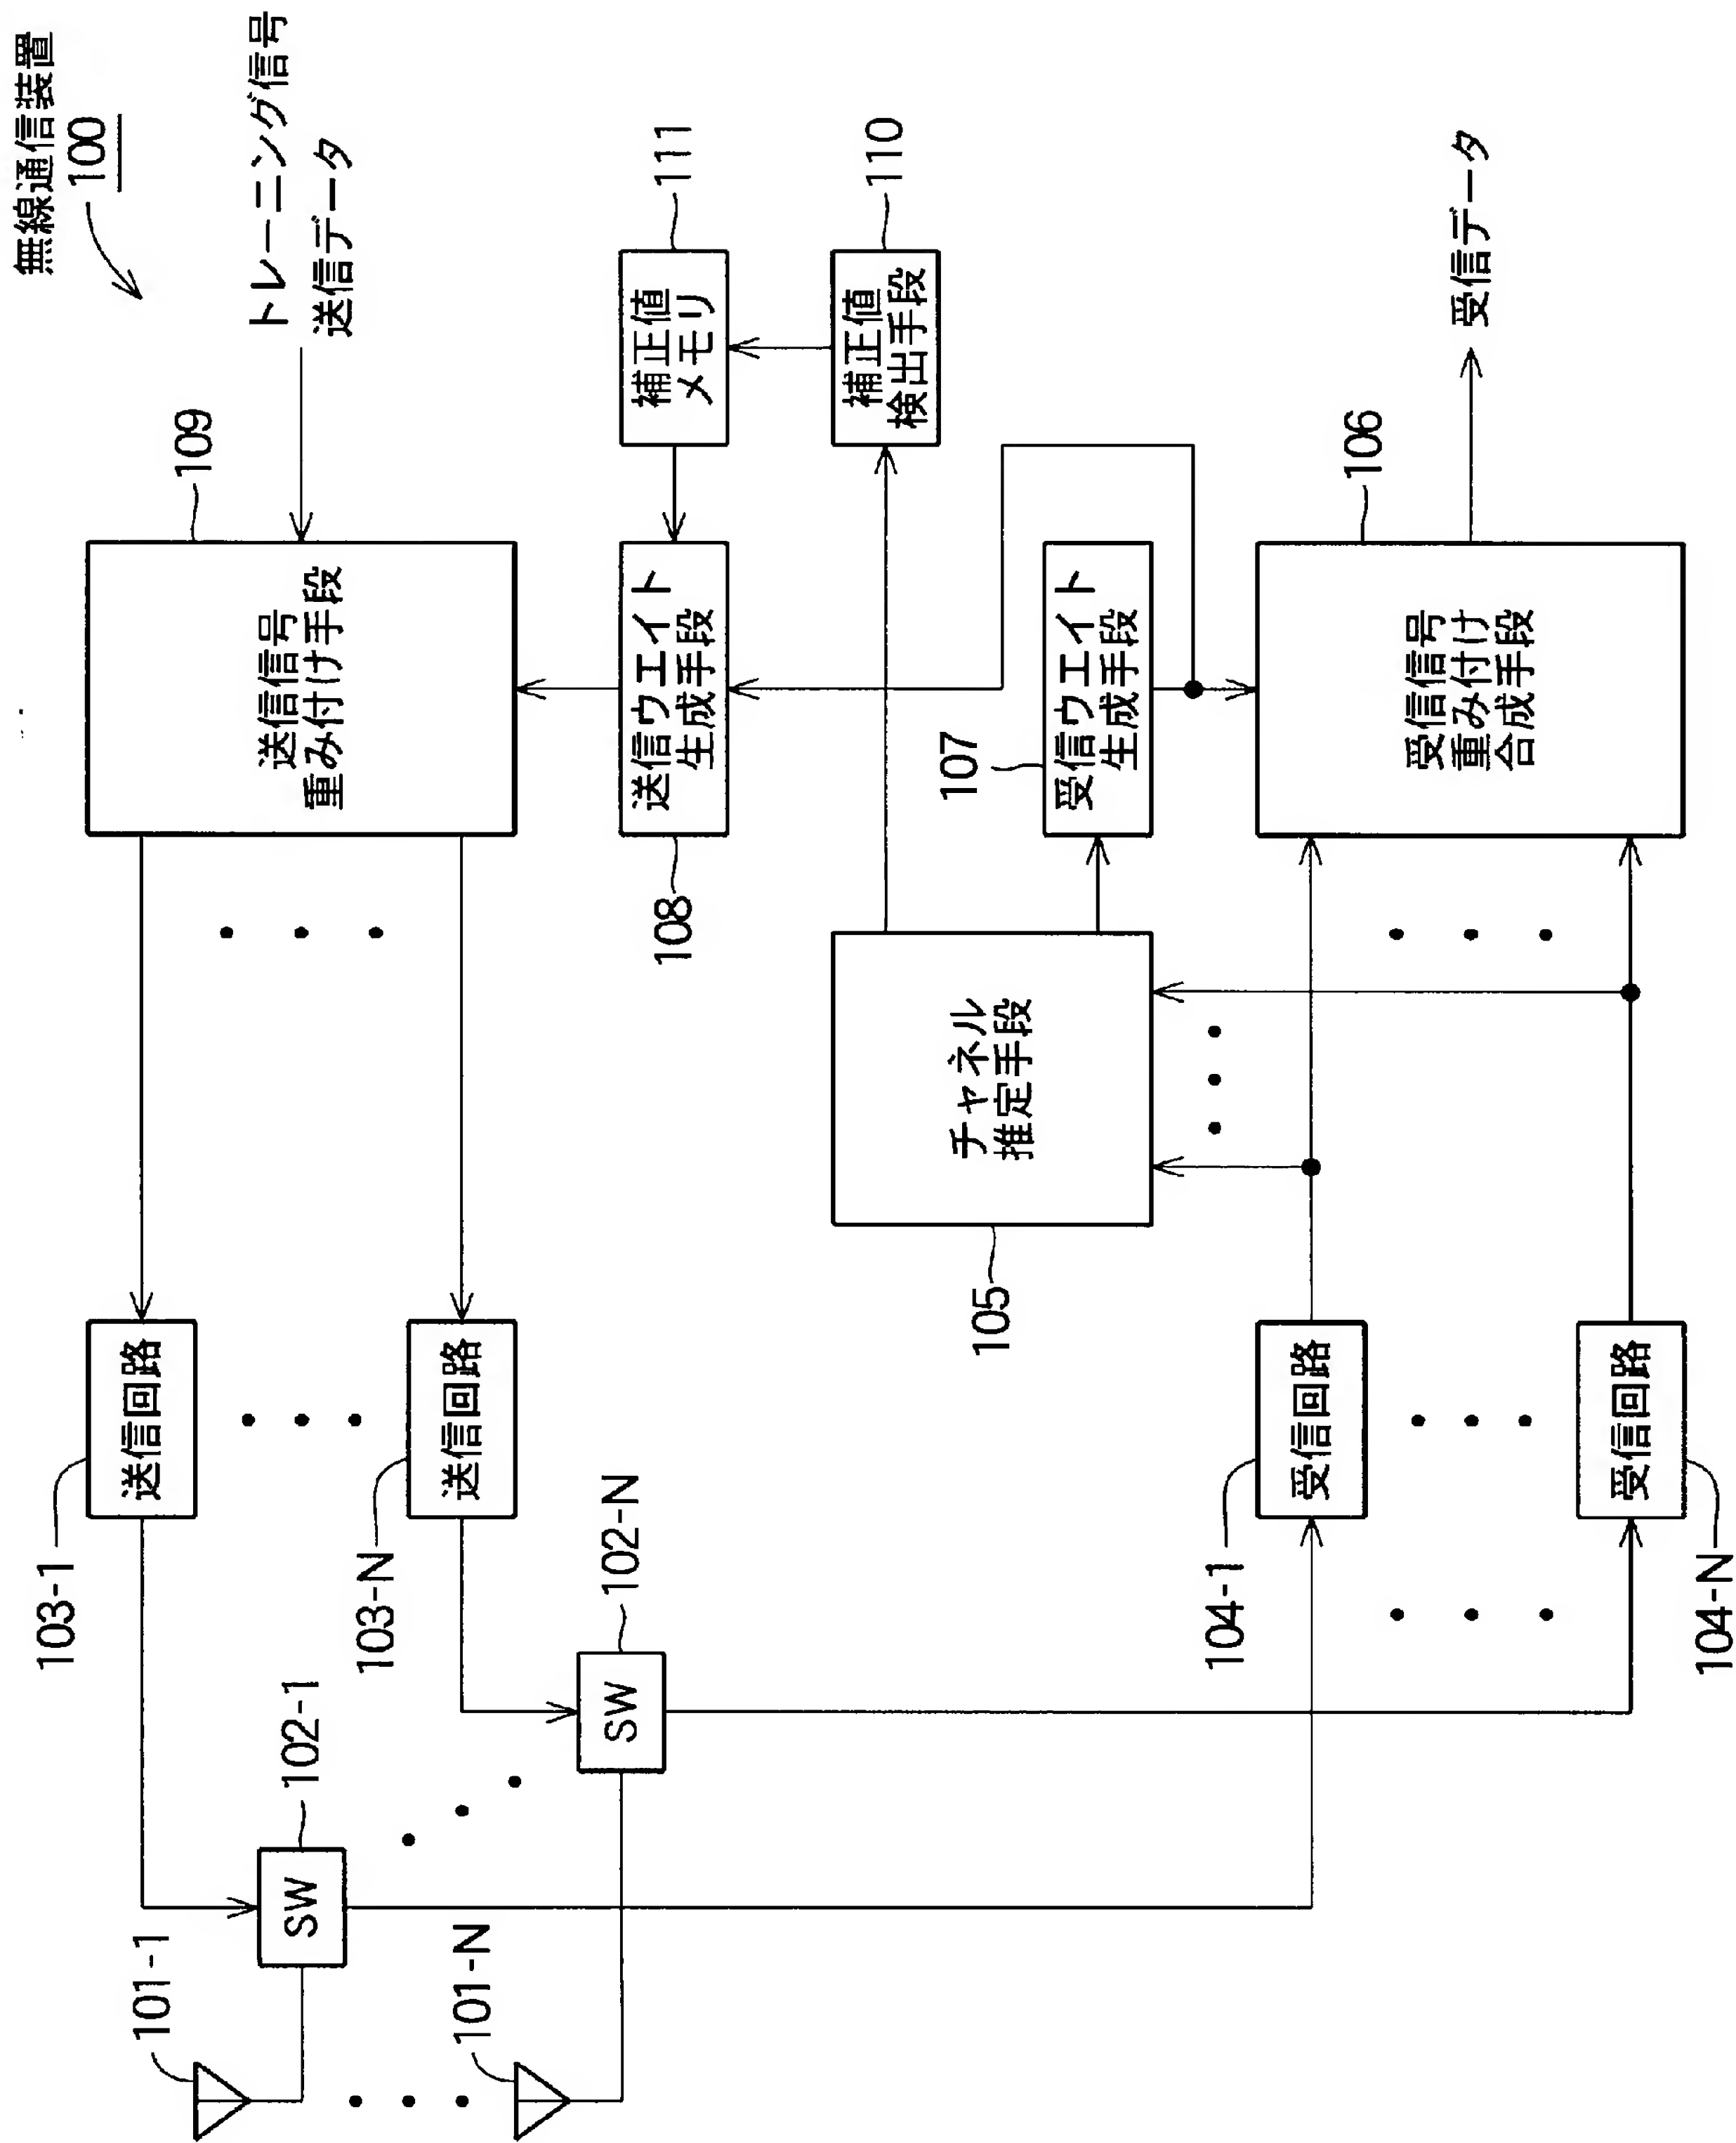 無線通信装置
100
トレーニング信号
送信データ
109
送信信号
重み付け手段
111
補正値
メモリ
110
補正値
検出手段
送信ウエイト
生成手段
108
107
受信ウエイト
生成手段
106
受信信号
重み付け
合成手段
受信データ
チャネル
推定手段
105
103-1
送信回路
103-N
送信回路
104-1
受信回路
104-N
受信回路
102-1
SW
102-N
SW
101-1
101-N